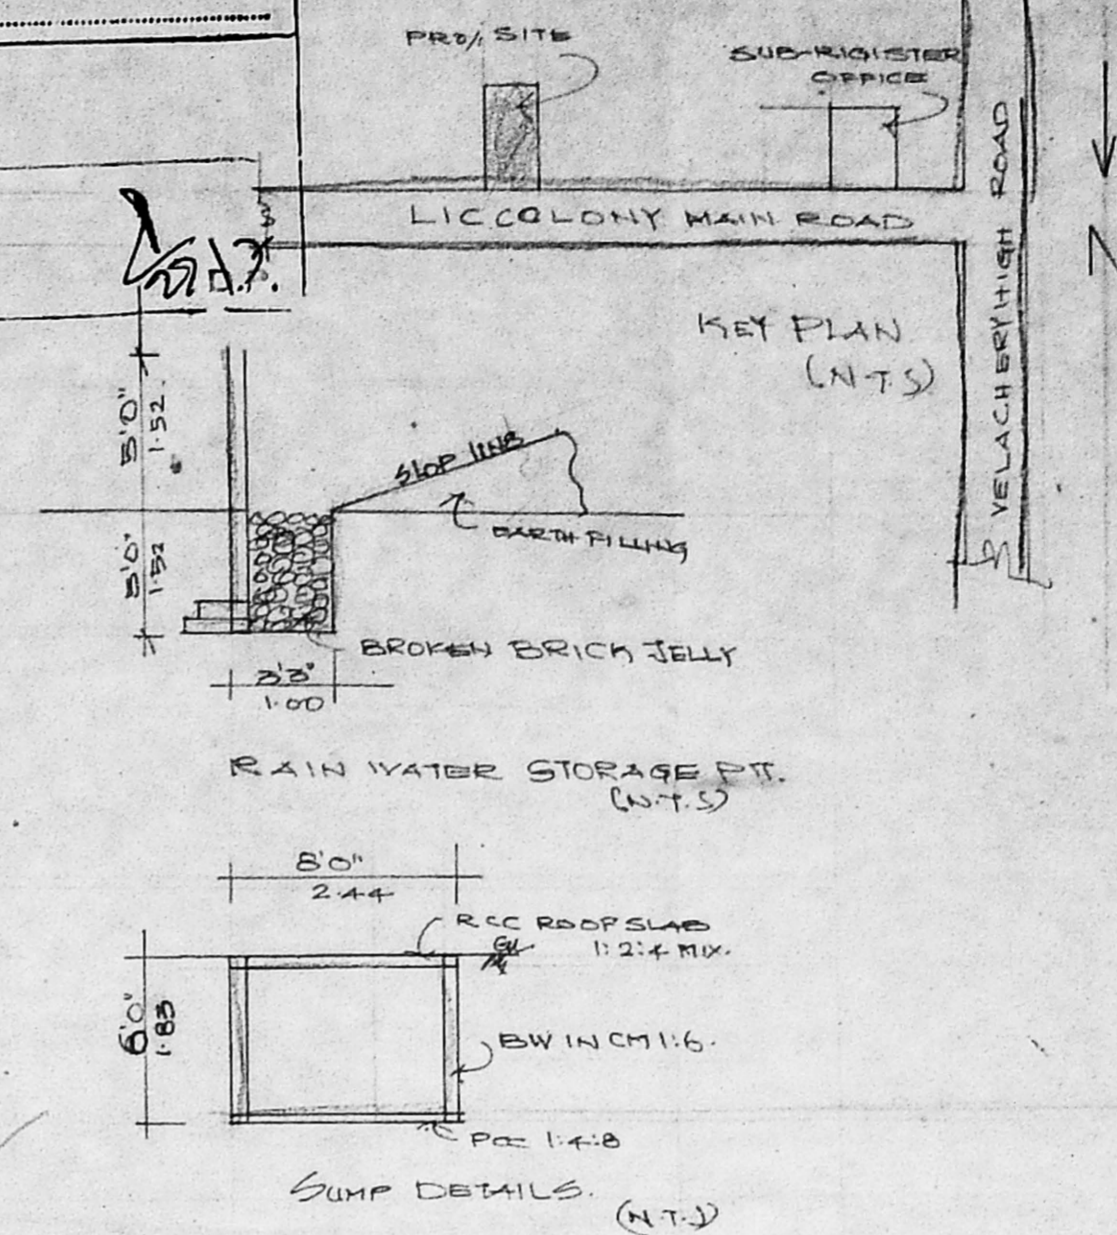 PRO/. SITE
SUB-RIGISTER
OFFICE
LIC COLONY MAIN ROAD
VELACHERY HIGH ROAD
N
KEY PLAN
(N.T.S)
5'0"
1.52
SLOP LINE
EARTH FILLING
5'0"
1.52
BROKEN BRICK JELLY
3'3"
1.00
RAIN WATER STORAGE PIT.
(N.T.S)
8'0"
2.44
RCC ROOF SLAB
1:2:4 MIX.
GL
6'0"
1.83
BW IN CM 1:6.
PCC 1:4:8
SUMP DETAILS.
(N.T.S)